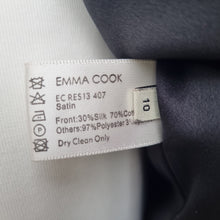 EMMA COOK
EC RES13 407
Satin
Front:30%Silk 70%Cot
Others:97%Polyester 3%
Dry Clean Only
10